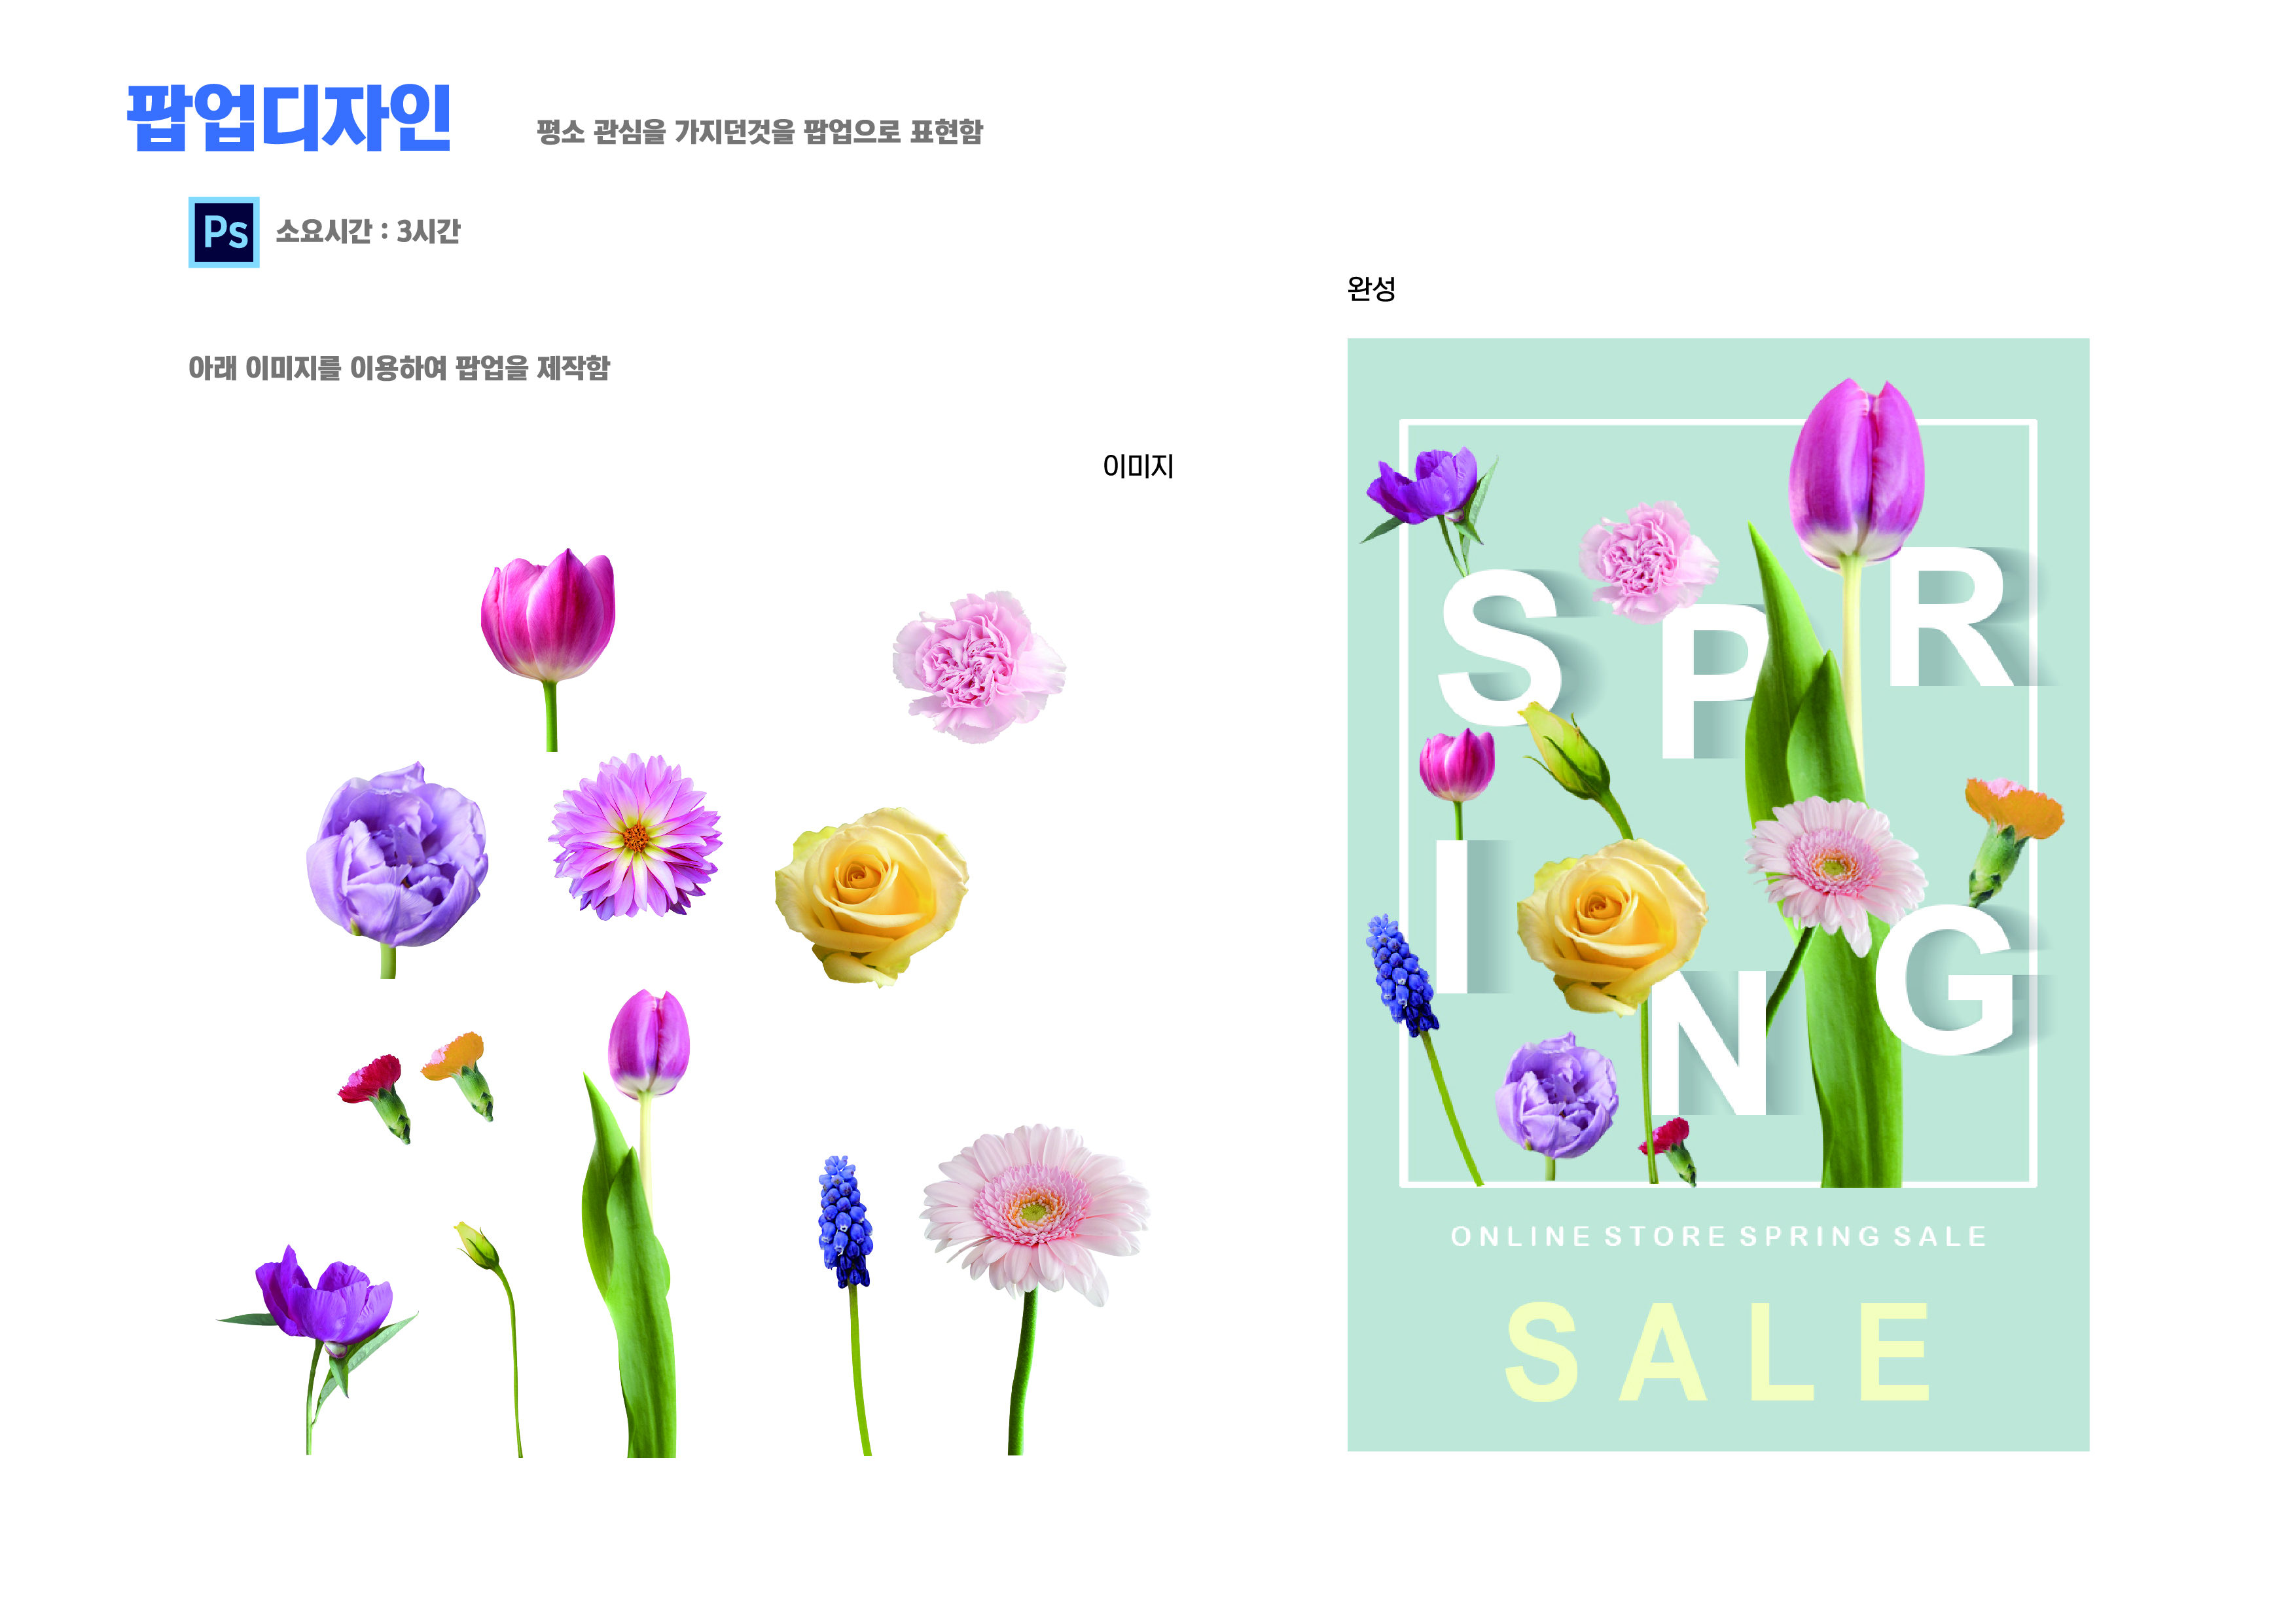 팝업디자인
평소 관심을 가지던것을 팝업으로 표현함
Ps
소요시간 : 3시간
아래 이미지를 이용하여 팝업을 제작함
이미지
완성
SPR
ING
ONLINE STORE SPRING SALE
SALE